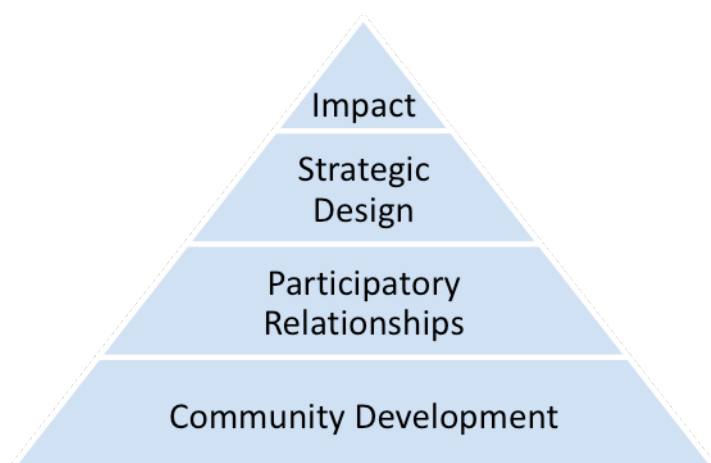 Impact
Strategic
Design
Participatory
Relationships
Community Development